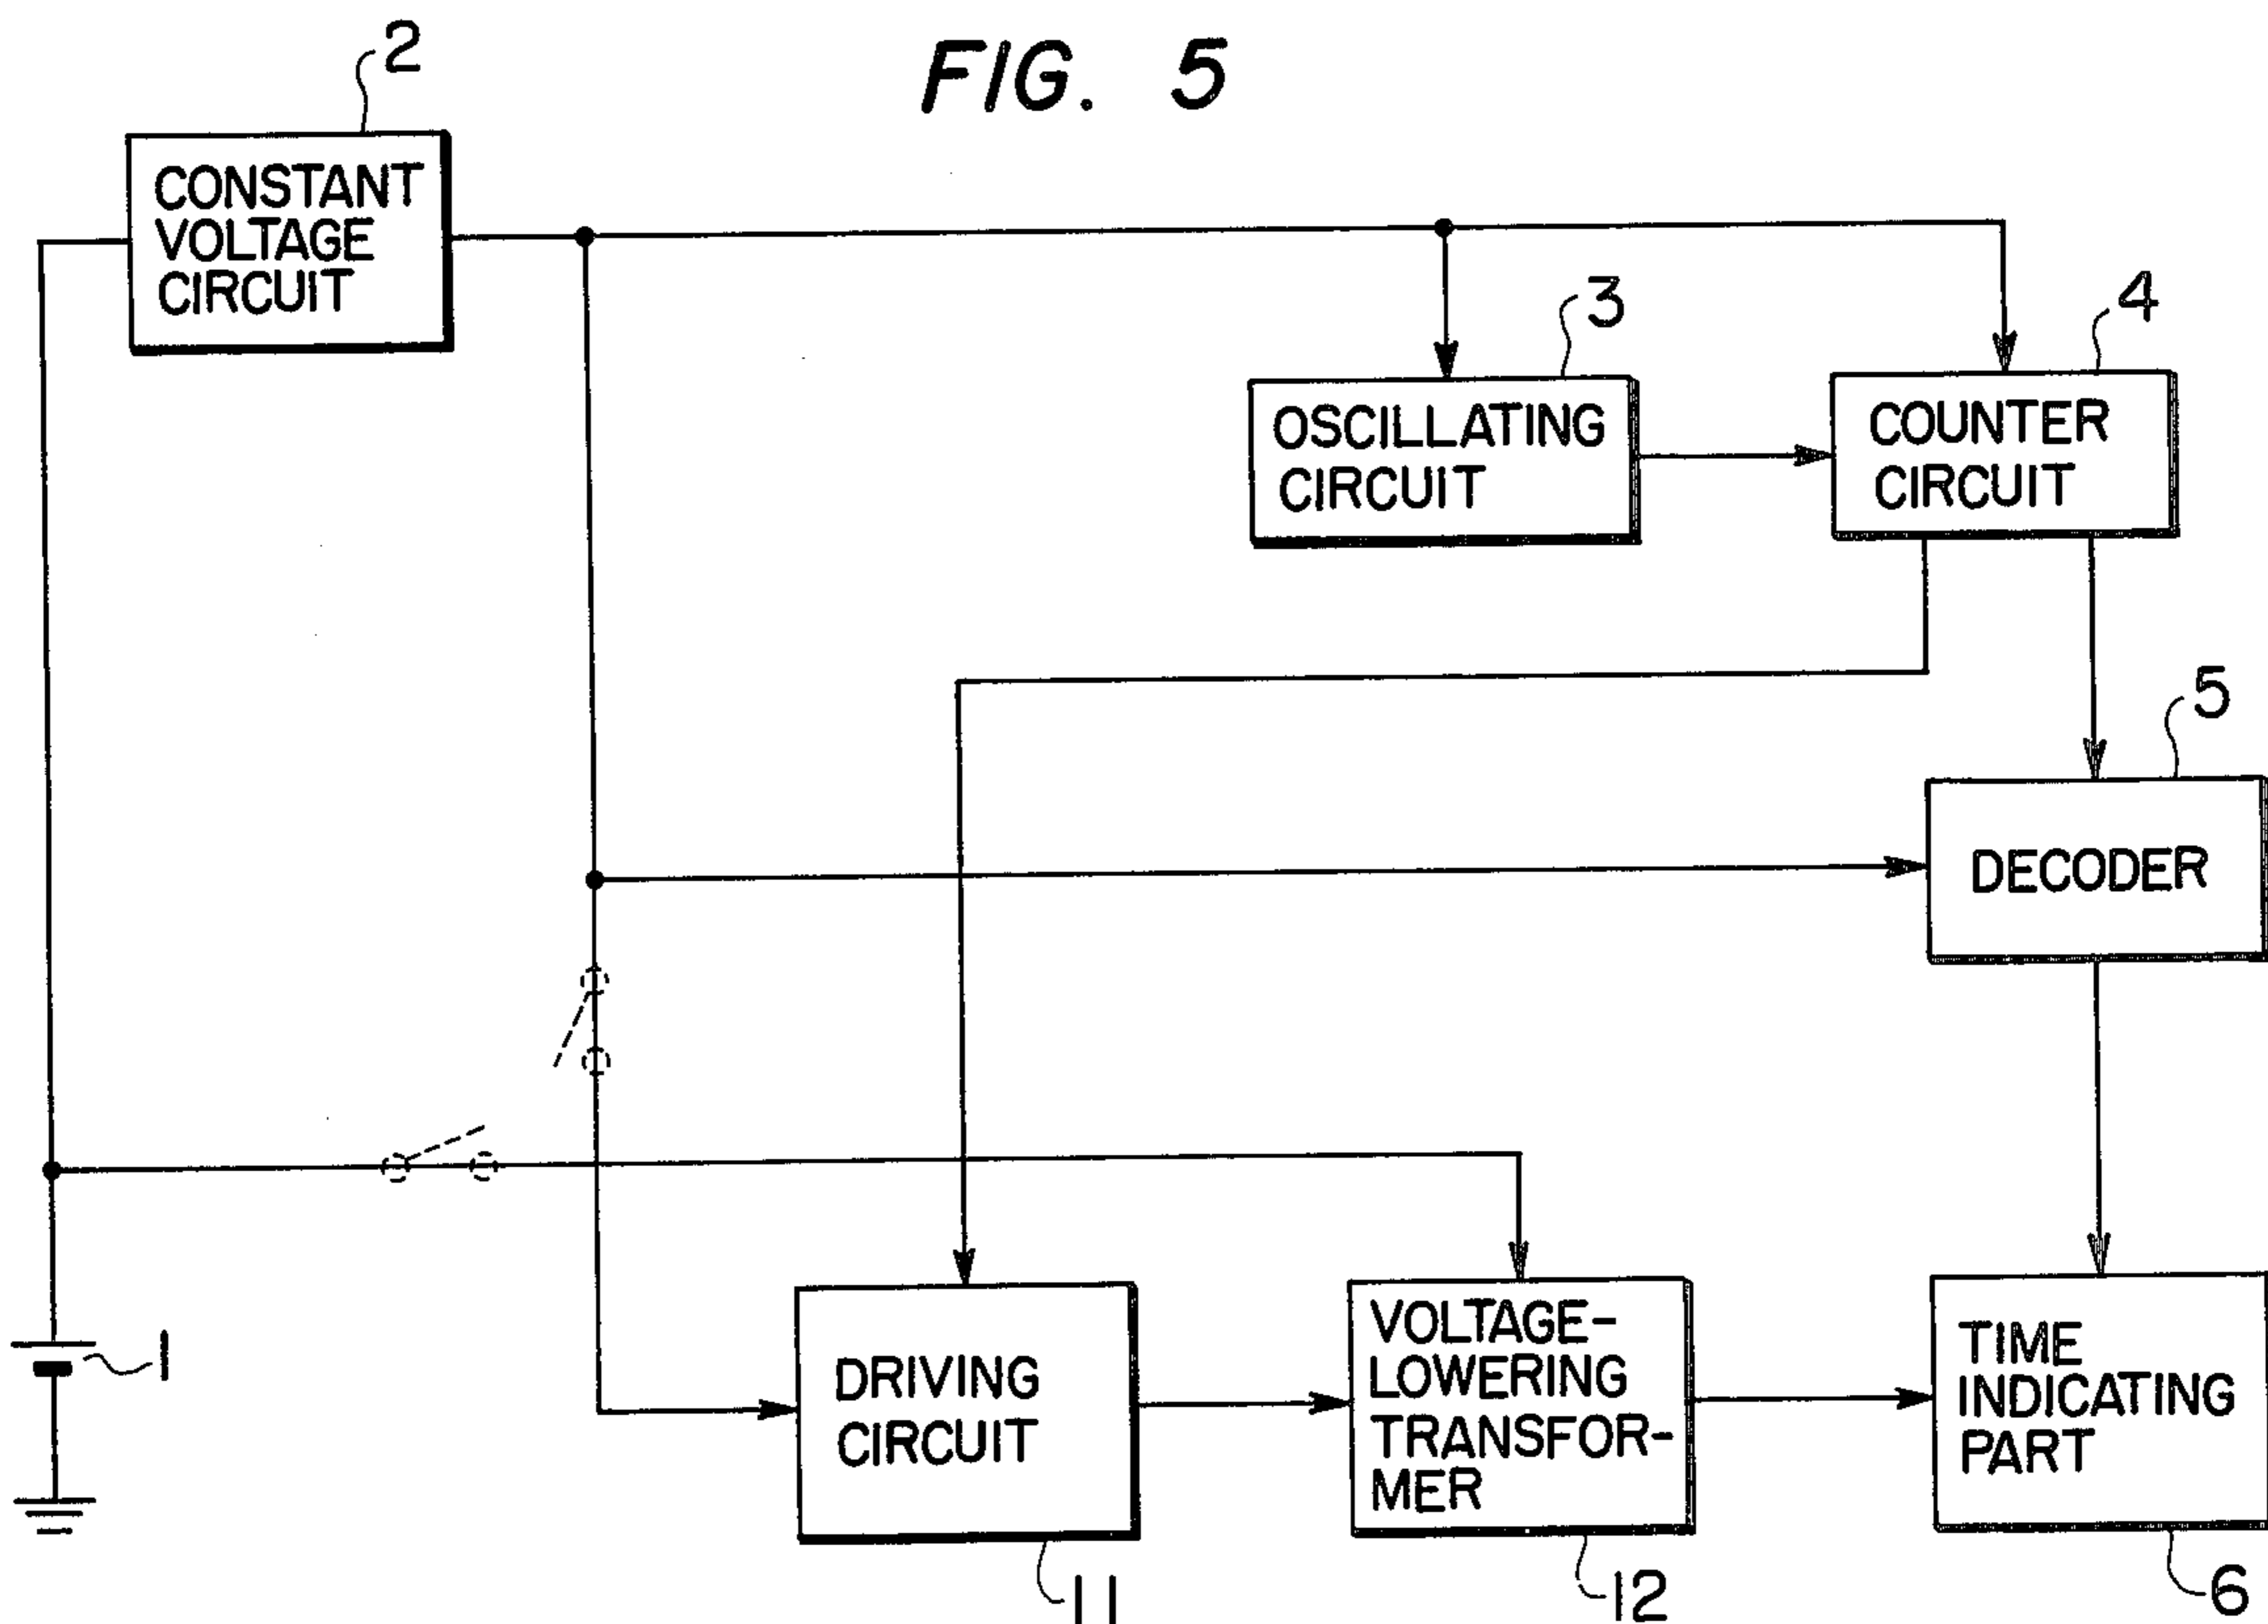 FIG. 5
2
CONSTANT
VOLTAGE
CIRCUIT
3
OSCILLATING
CIRCUIT
4
COUNTER
CIRCUIT
5
DECODER
1
DRIVING
CIRCUIT
11
VOLTAGE-
LOWERING
TRANSFOR-
MER
12
TIME
INDICATING
PART
6